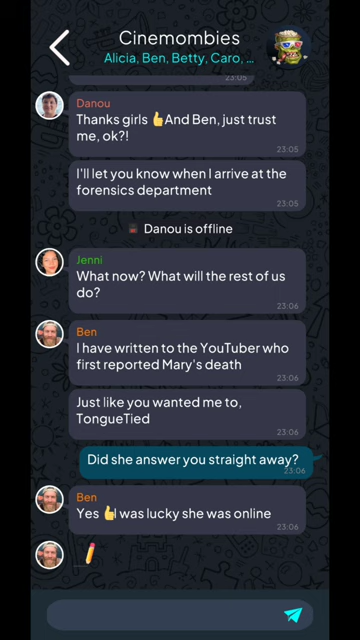 Cinemombies
Alicia, Ben, Betty, Caro, ...
23:05
Danou
Thanks girls 👍And Ben, just trust
me, ok?!
23:05
I'll let you know when I arrive at the
forensics department
23:05
Danou is offline
Jenni
What now? What will the rest of us
do?
23:06
Ben
I have written to the YouTuber who
first reported Mary's death
23:06
Just like you wanted me to,
TongueTied
23:06
Did she answer you straight away?
23:06
Ben
Yes 👍I was lucky she was online
23:06